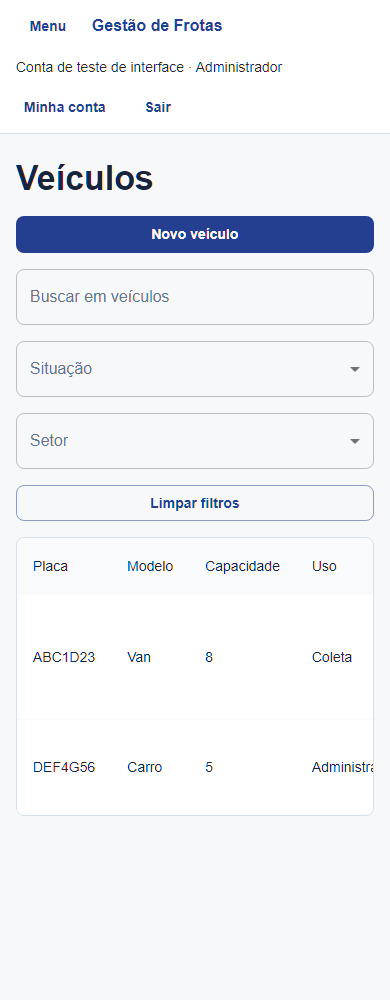 Menu Gestão de Frotas
Conta de teste de interface · Administrador
Minha conta Sair
Veículos
Novo veículo
Buscar em veículos
Situação
Setor
Limpar filtros
Placa Modelo Capacidade Uso
ABC1D23 Van 8 Coleta
DEF4G56 Carro 5 Administra